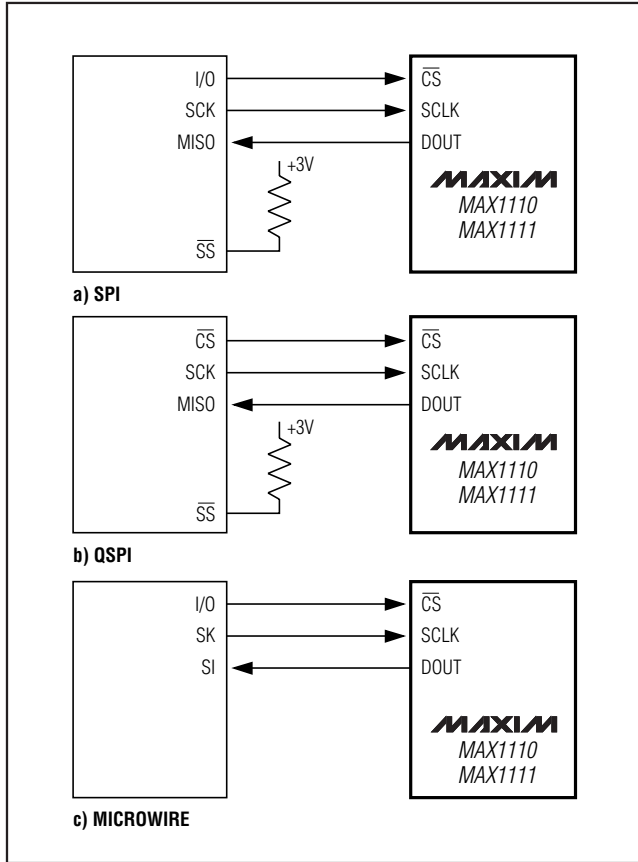 I/O
CS
SCK
SCLK
MISO
DOUT
+3V
MAXIM
MAX1110
MAX1111
SS
a) SPI
CS
CS
SCK
SCLK
MISO
DOUT
+3V
MAXIM
MAX1110
MAX1111
SS
b) QSPI
I/O
CS
SK
SCLK
SI
DOUT
MAXIM
MAX1110
MAX1111
c) MICROWIRE